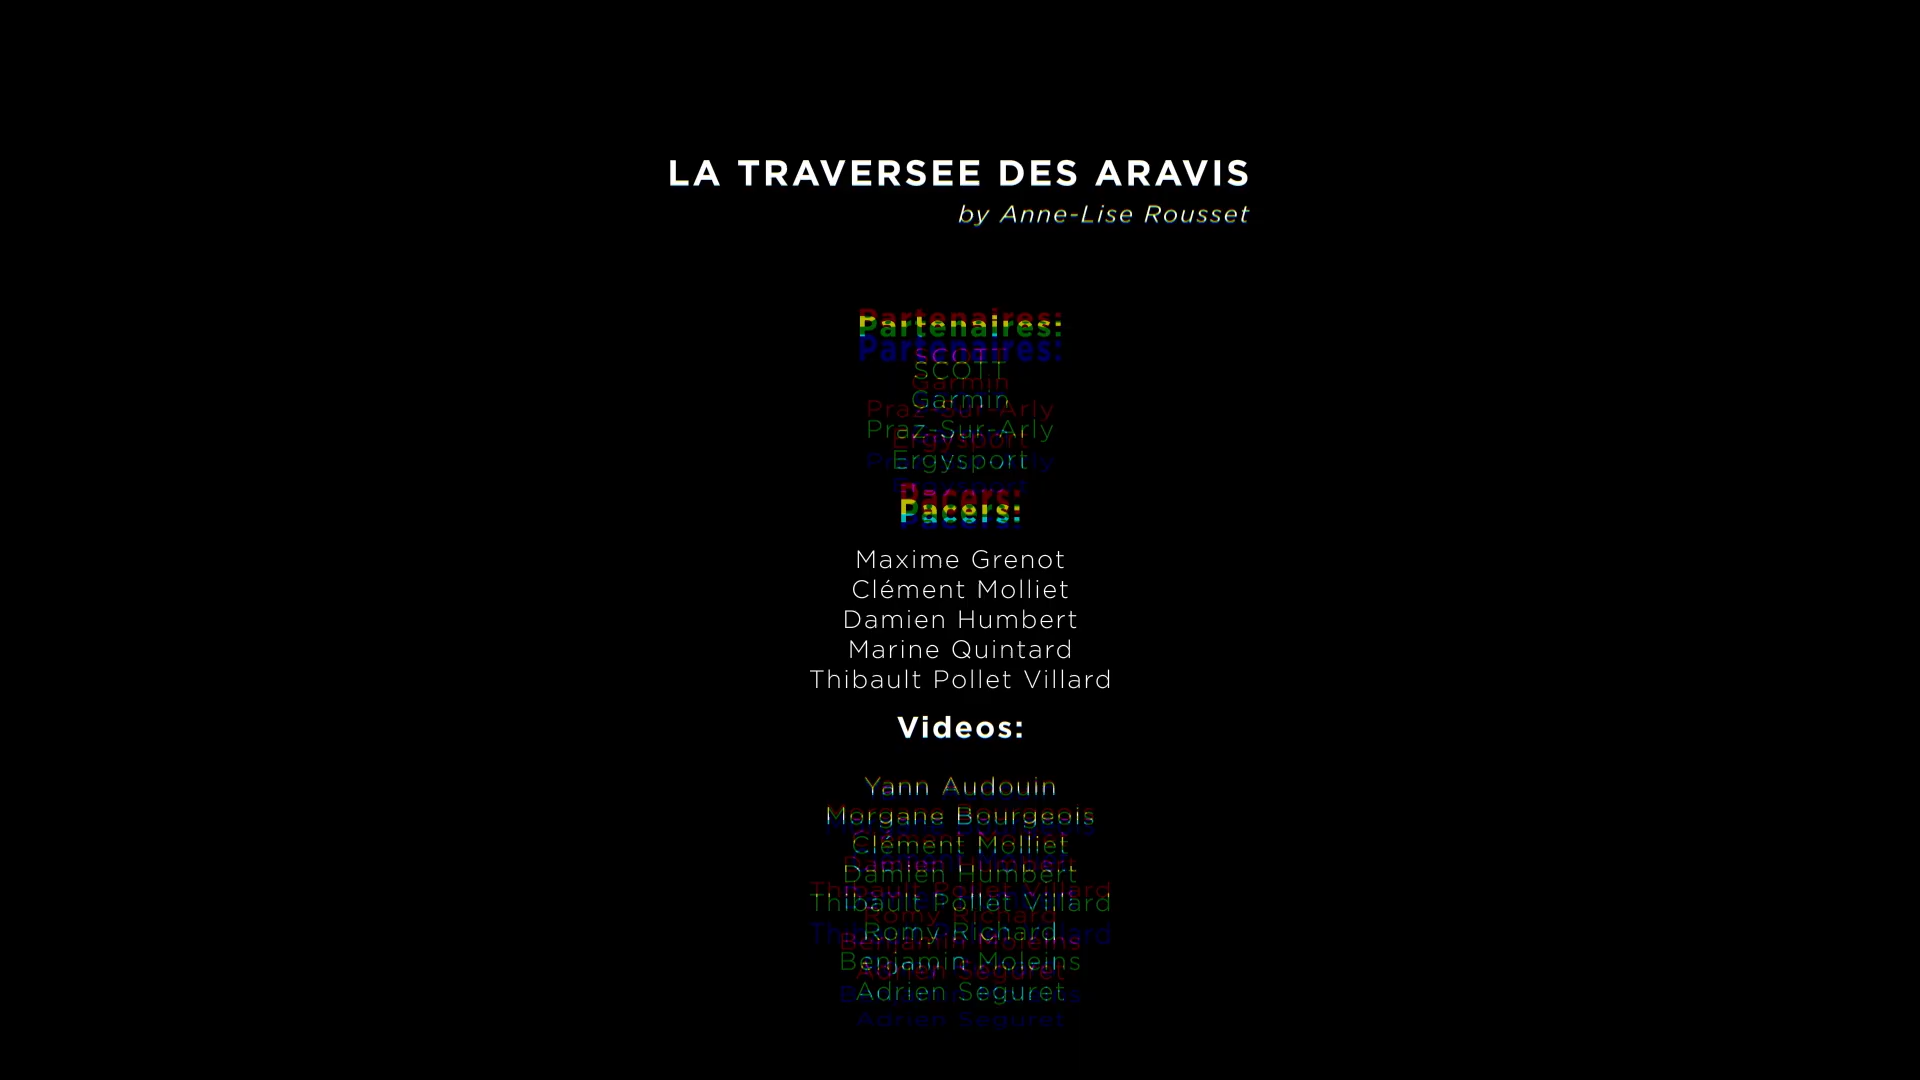 LA TRAVERSEE DES ARAVIS
by Anne-Lise Rousset
Partenaires:
SCOTT
Garmin
Praz-Sur-Arly
Ergysport
Pacers:
Maxime Grenot
Clément Molliet
Damien Humbert
Marine Quintard
Thibault Pollet Villard
Videos:
Yann Audouin
Morgane Bourgeois
Clément Molliet
Damien Humbert
Thibault Pollet Villard
Romy Richard
Benjamin Moleins
Adrien Seguret